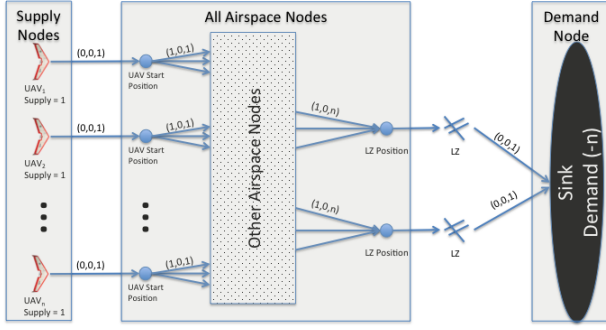 Supply
Nodes
All Airspace Nodes
Demand
Node
(0,0,1)
(1,0,1)
UAV1
Supply = 1
UAV Start
Position
(0,0,1)
(1,0,1)
UAV2
Supply = 1
UAV Start
Position
(0,0,1)
(1,0,1)
UAVn
Supply = 1
UAV Start
Position
Other Airspace Nodes
(1,0,n)
LZ Position
LZ
(0,0,1)
(1,0,n)
LZ Position
LZ
(0,0,1)
Sink
Demand (-n)